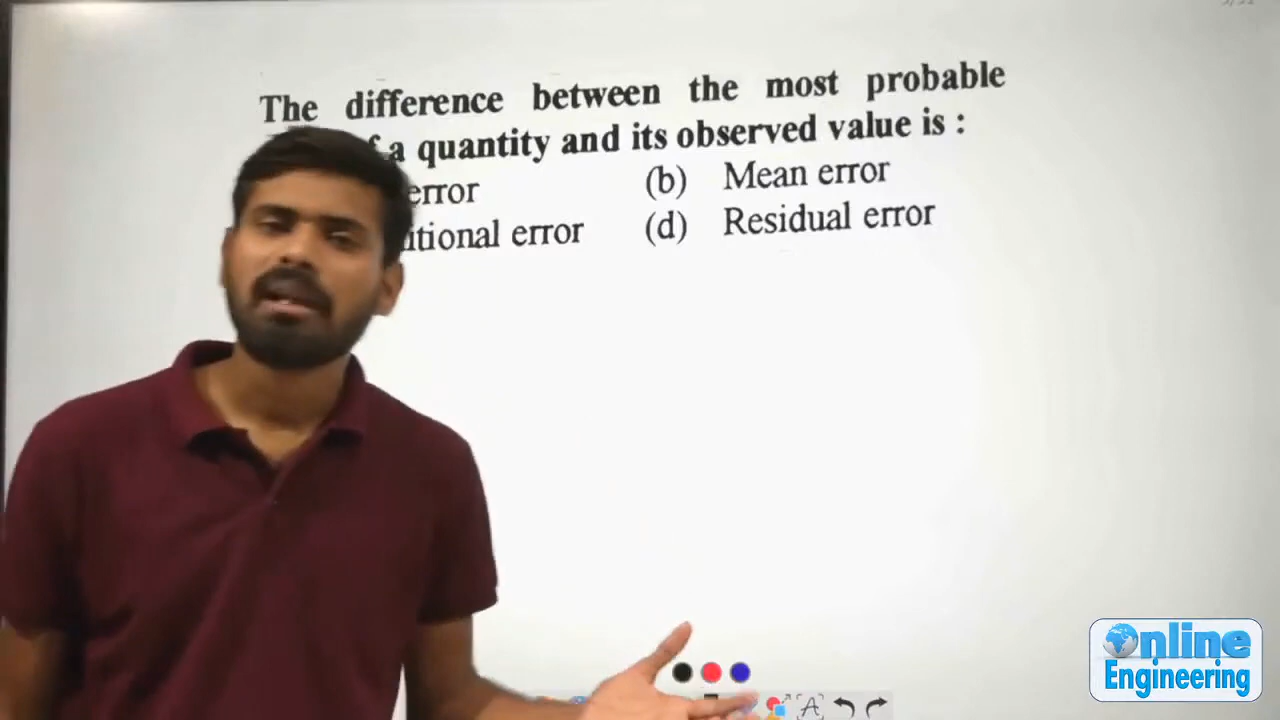 The difference between the most probable
a quantity and its observed value is :
error (b) Mean error
itional error (d) Residual error
Online
Engineering